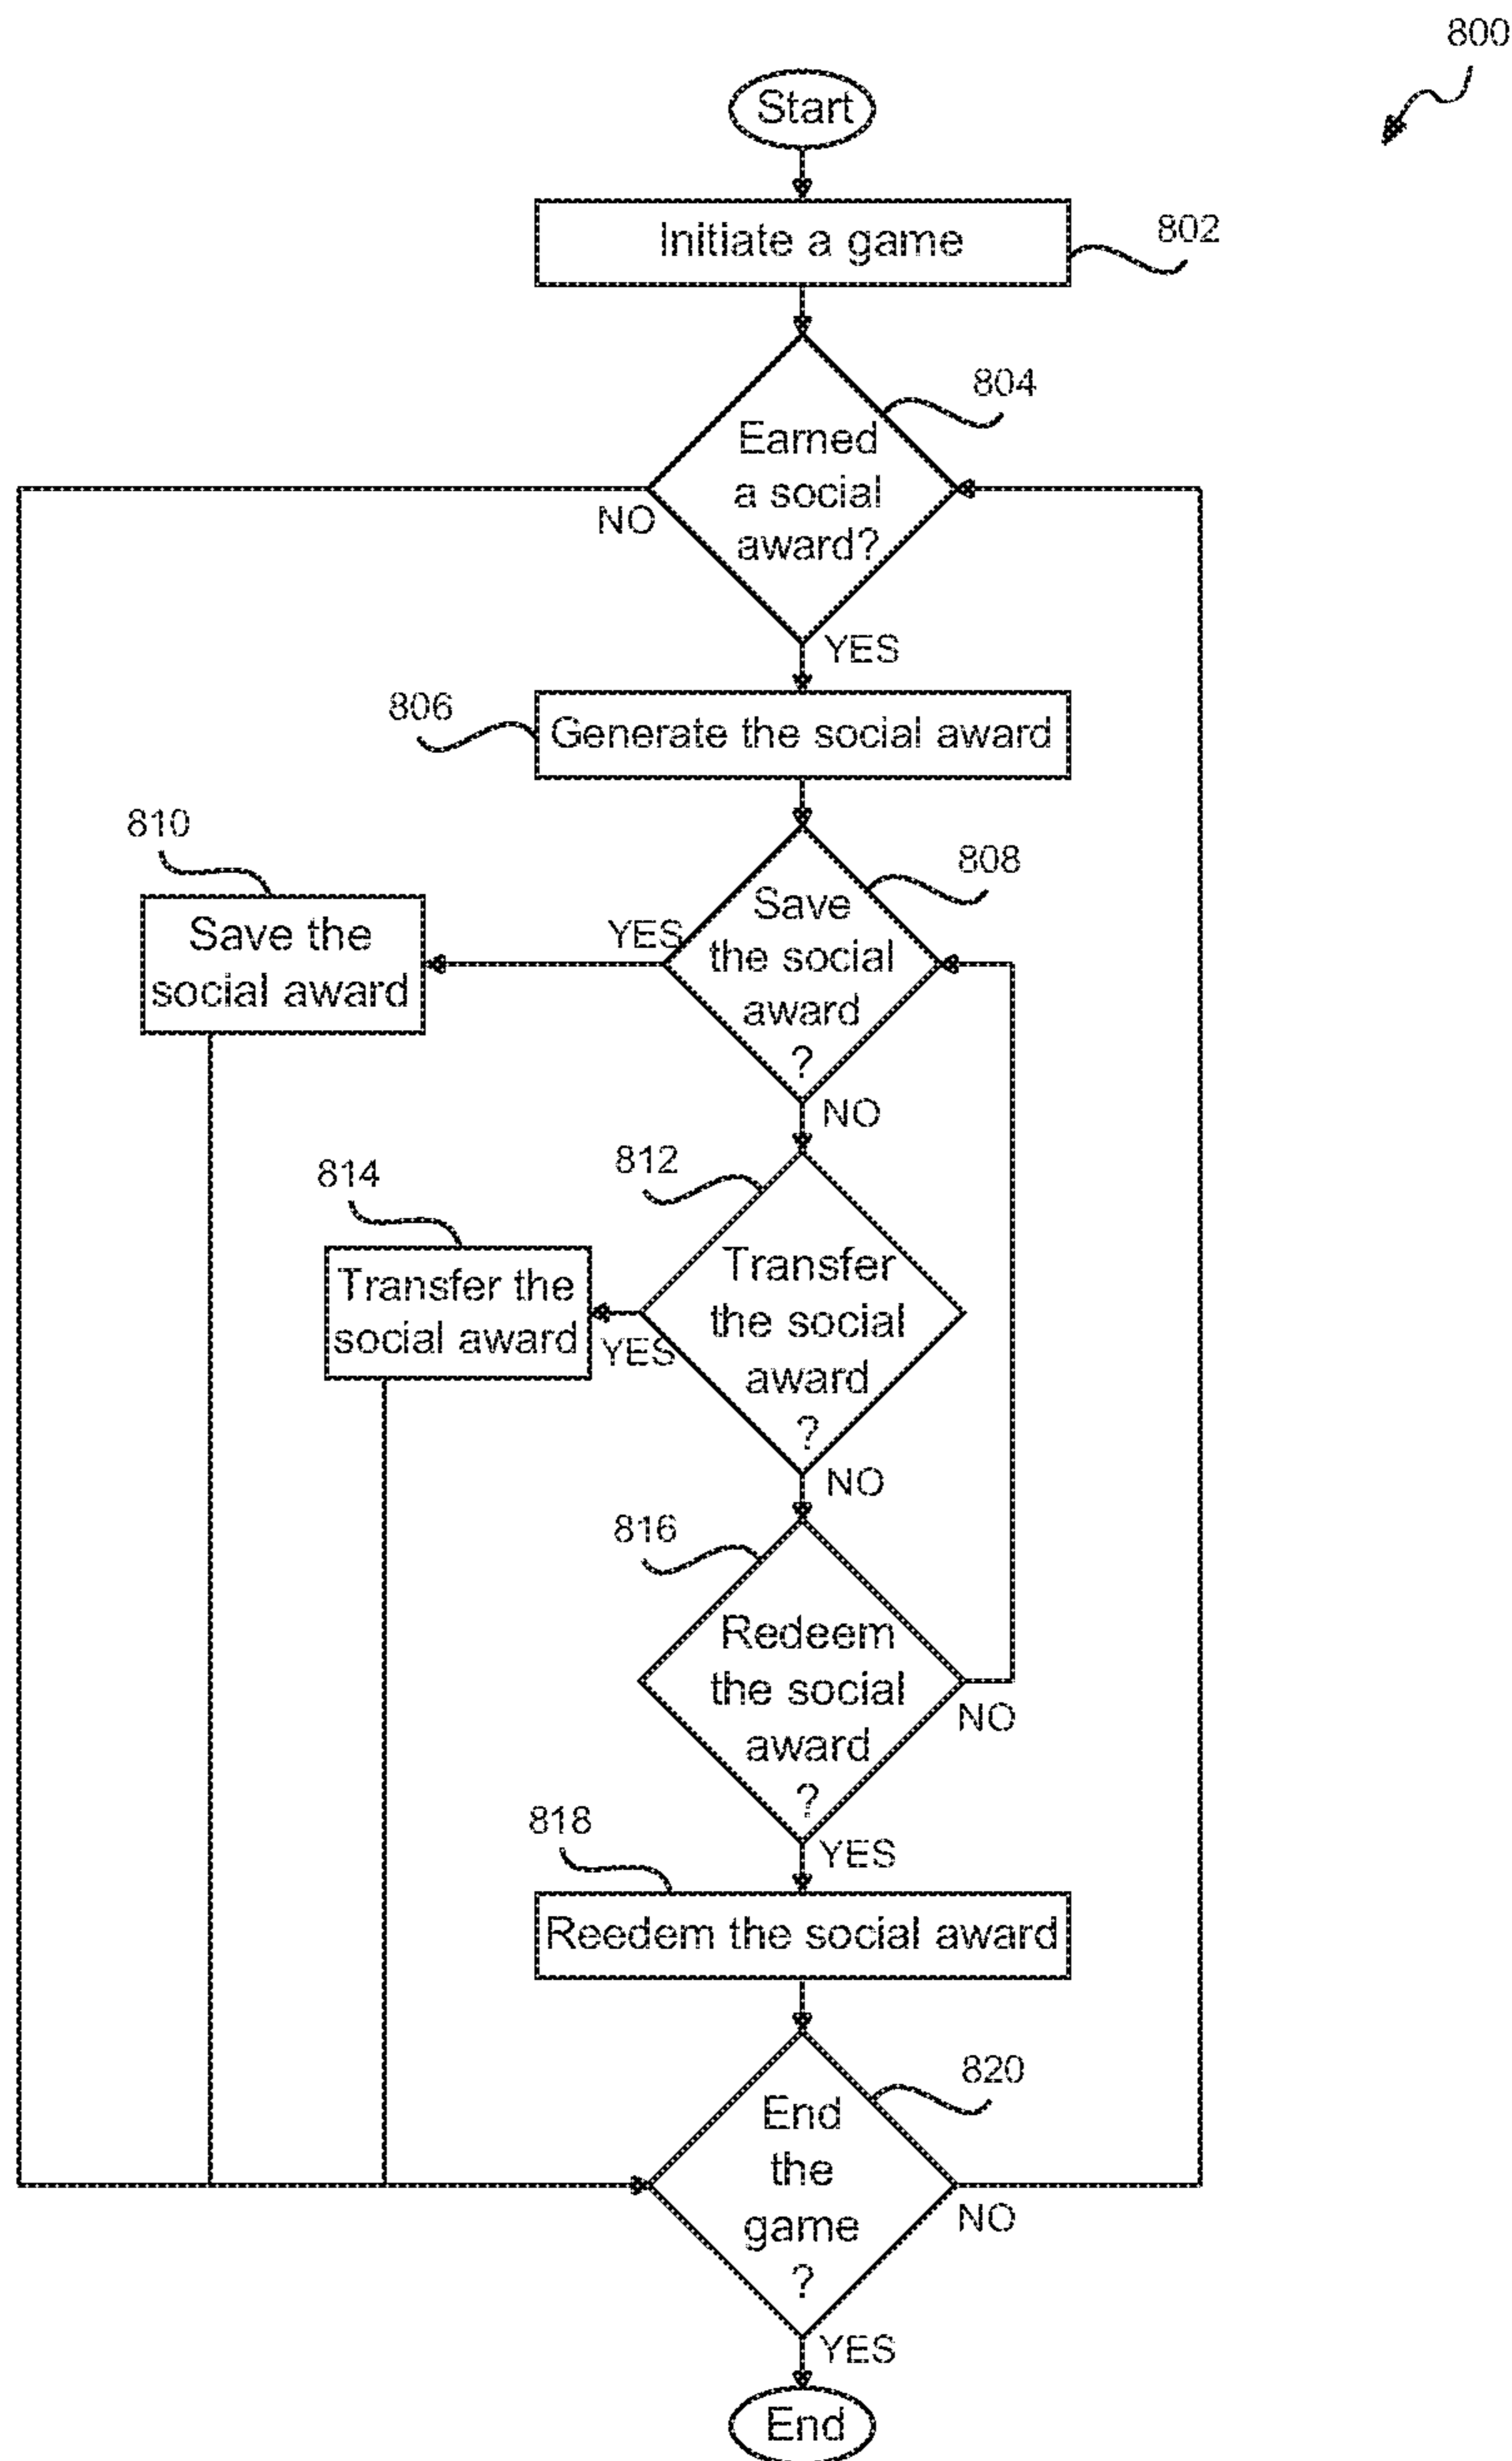 800
Start
Initiate a game
802
804
Earned
a social
award?
NO
YES
806
Generate the social award
810
808
Save the
social award
YES
Save
the social
award
?
NO
814
812
Transfer the
social award
YES
Transfer
the social
award
?
NO
816
Redeem
the social
award
?
NO
YES
818
Reedem the social award
820
End
the
game
?
NO
YES
End